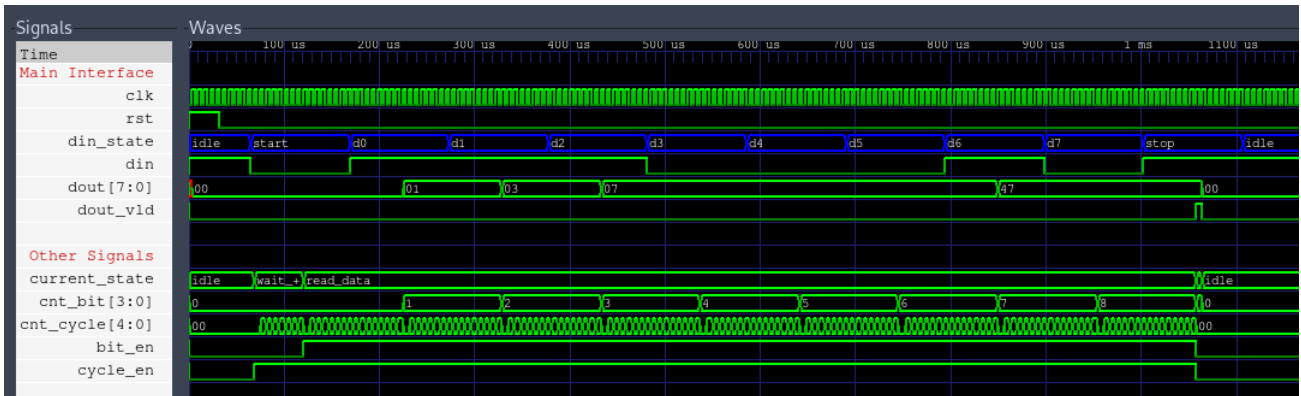 Signals Waves
Time 100 us 200 us 300 us 400 us 500 us 600 us 700 us 800 us 900 us 1 ms 1100 us
Main Interface
clk
rst
din_state idle start d0 d1 d2 d3 d4 d5 d6 d7 stop idle
din
dout[7:0] 00 01 03 07 47 00
dout_vld
Other Signals
current_state idle wait_+ read_data idle
cnt_bit[3:0] 0 1 2 3 4 5 6 7 8 0
cnt_cycle[4:0] 00 00
bit_en
cycle_en